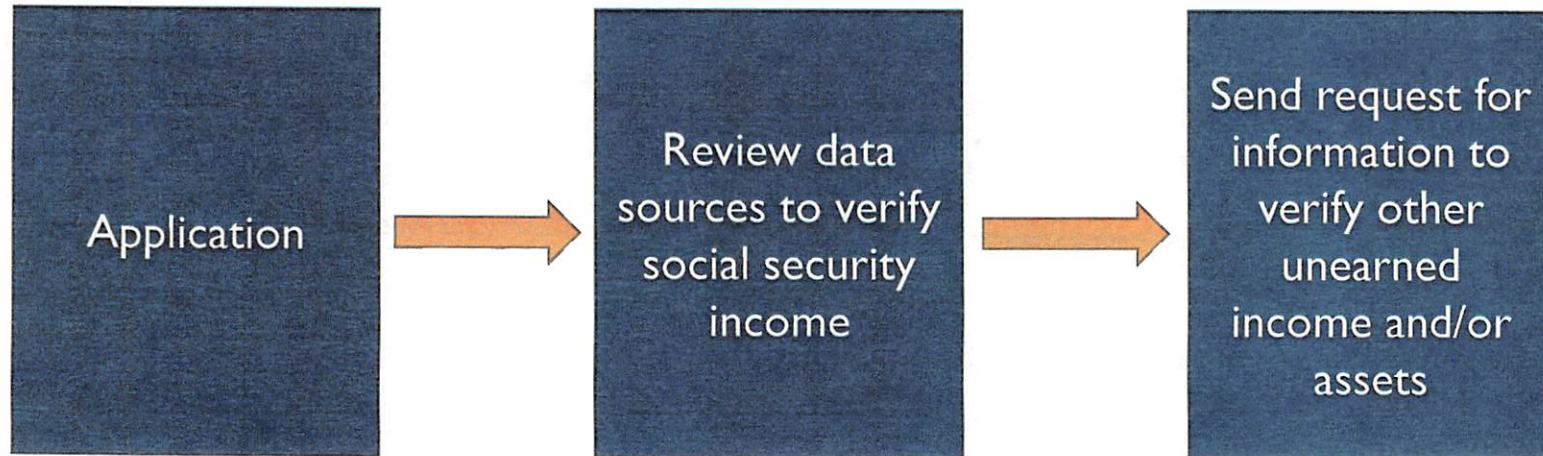 Application
Review data
sources to verify
social security
income
Send request for
information to
verify other
unearned
income and/or
assets